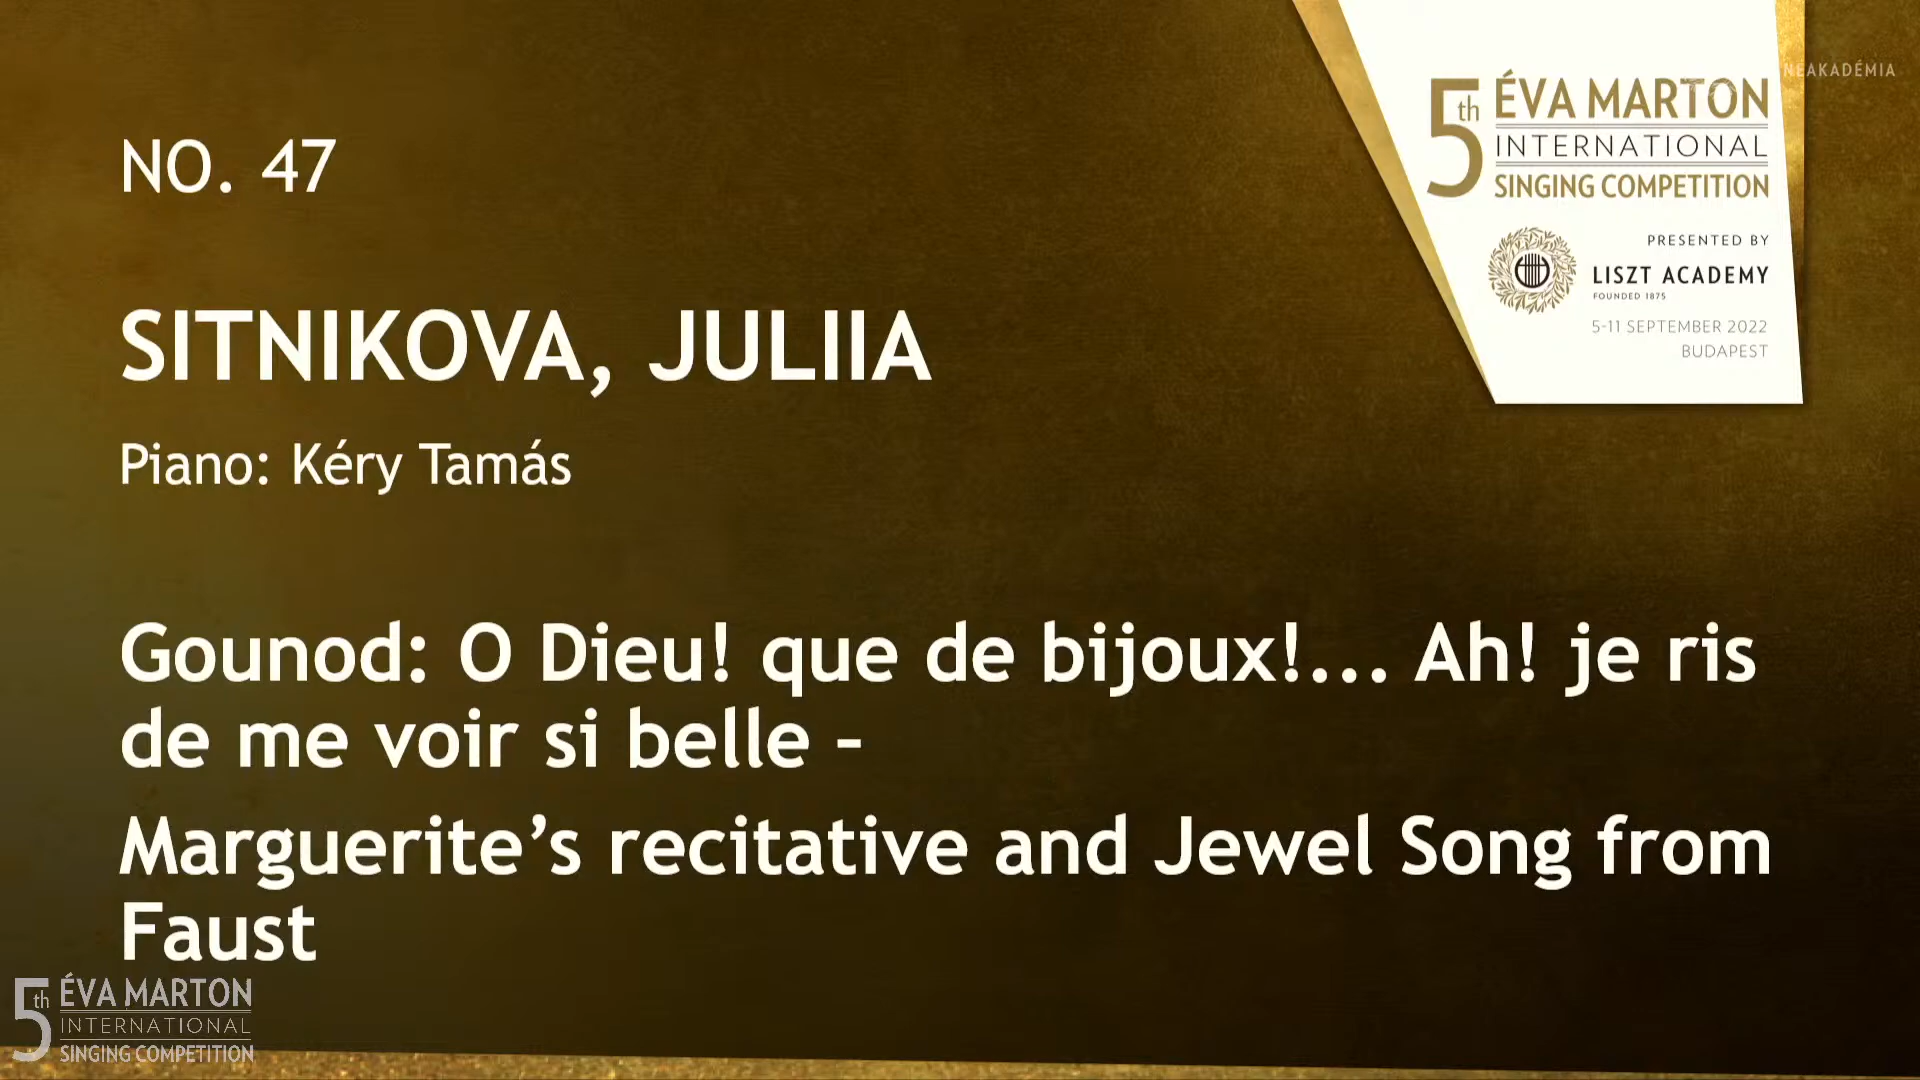 NO. 47
SITNIKOVA, JULIIA
Piano: Kéry Tamás
Gounod: O Dieu! que de bijoux!... Ah! je ris
de me voir si belle –
Marguerite’s recitative and Jewel Song from
Faust
5th ÉVA MARTON
INTERNATIONAL
SINGING COMPETITION
PRESENTED BY
LISZT ACADEMY
FOUNDED 1875
5-11 SEPTEMBER 2022
BUDAPEST
5th ÉVA MARTON
INTERNATIONAL
SINGING COMPETITION